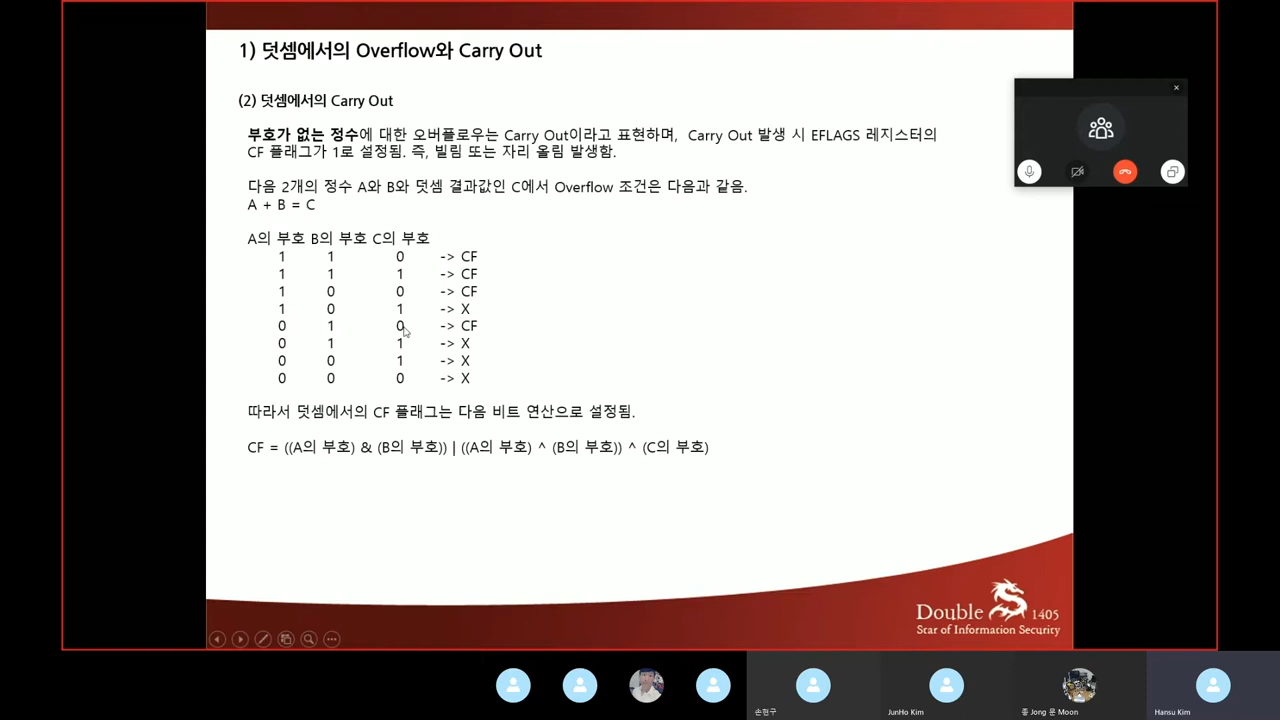 1) 덧셈에서의 Overflow와 Carry Out
(2) 덧셈에서의 Carry Out
부호가 없는 정수에 대한 오버플로우는 Carry Out이라고 표현하며, Carry Out 발생 시 EFLAGS 레지스터의
CF 플래그가 1로 설정됨. 즉, 빌림 또는 자리 올림 발생함.
다음 2개의 정수 A와 B와 덧셈 결과값인 C에서 Overflow 조건은 다음과 같음.
A + B = C
A의 부호 B의 부호 C의 부호
1 1 0 -> CF
1 1 1 -> CF
1 0 0 -> CF
1 0 1 -> X
0 1 0 -> CF
0 1 1 -> X
0 0 1 -> X
0 0 0 -> X
따라서 덧셈에서의 CF 플래그는 다음 비트 연산으로 설정됨.
CF = ((A의 부호) & (B의 부호)) | ((A의 부호) ^ (B의 부호)) ^ (C의 부호)
Double 1405
Star of Information Security
손현구
JunHo Kim
종 Jong 문 Moon
Hansu Kim